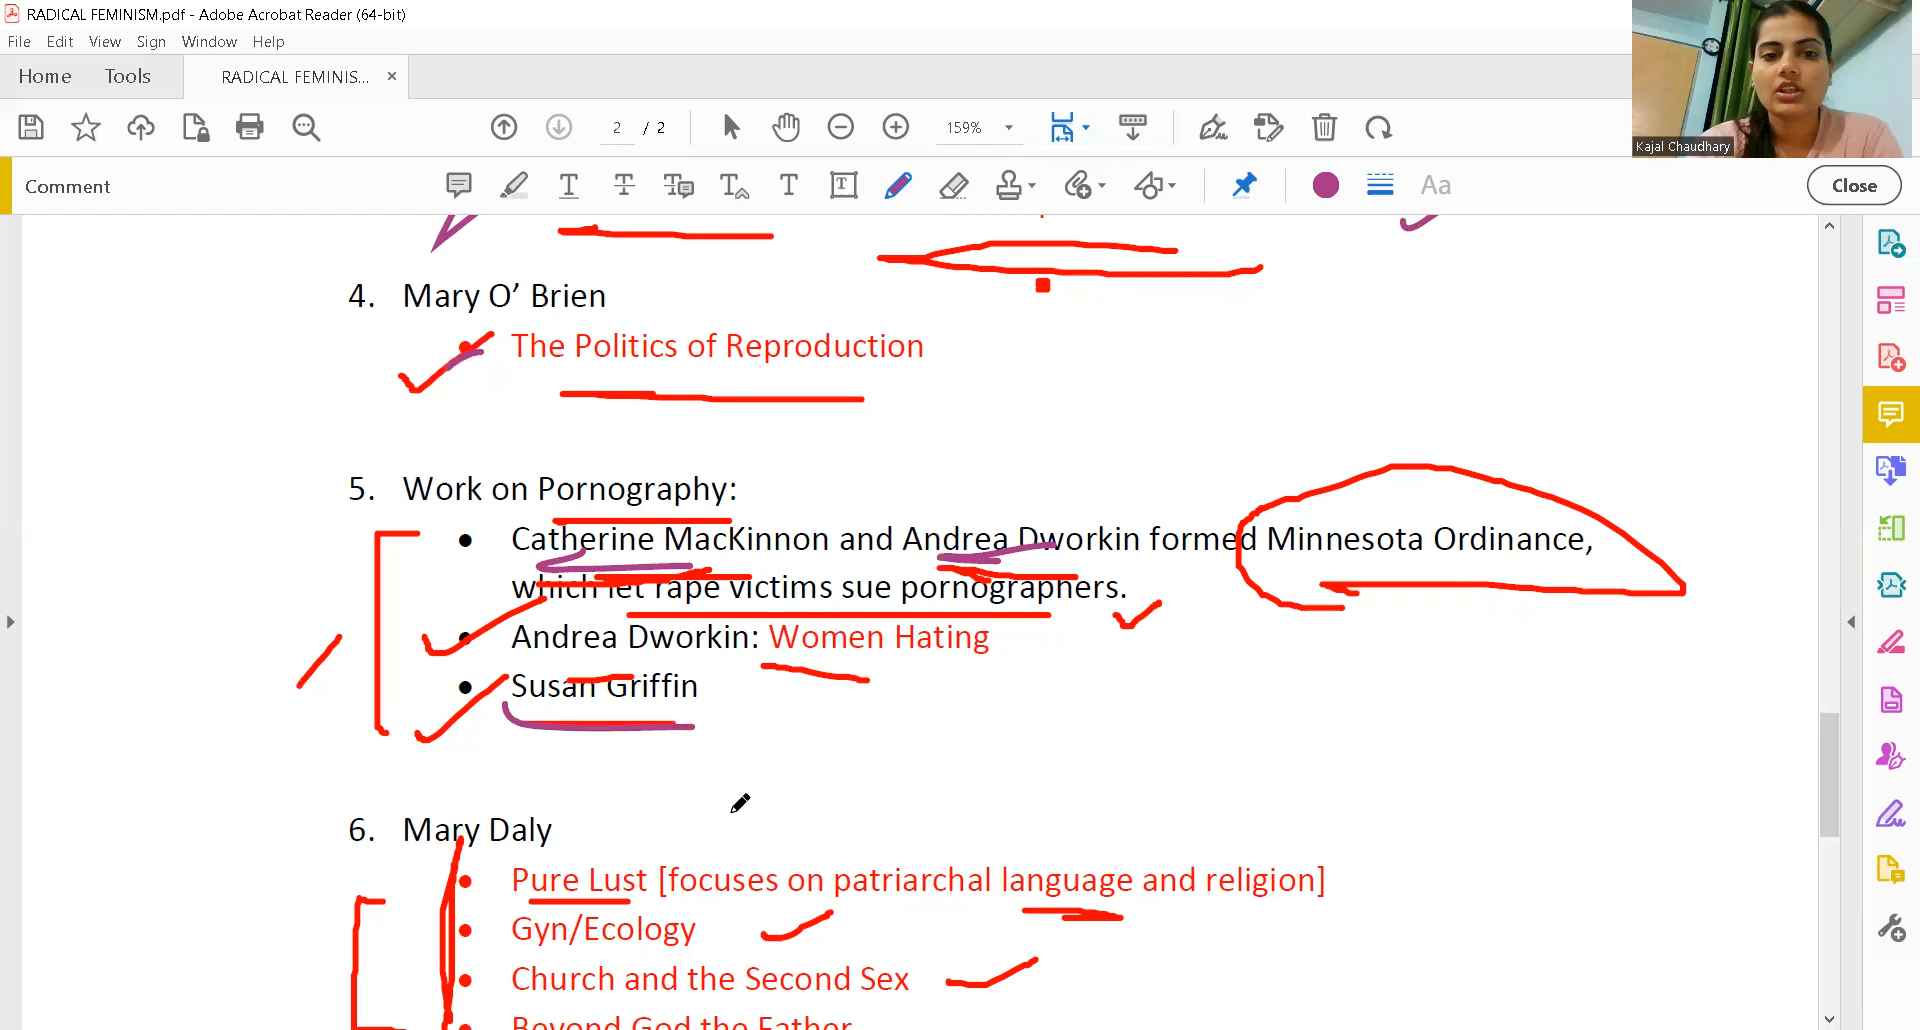 RADICAL FEMINISM.pdf - Adobe Acrobat Reader (64-bit)
File Edit View Sign Window Help
Home Tools RADICAL FEMINIS... ×
2 / 2 159%
Kajal Chaudhary
Comment
Aa
Close
4. Mary O’ Brien
• The Politics of Reproduction
5. Work on Pornography:
• Catherine MacKinnon and Andrea Dworkin formed Minnesota Ordinance,
which let rape victims sue pornographers.
• Andrea Dworkin: Women Hating
• Susan Griffin
6. Mary Daly
• Pure Lust [focuses on patriarchal language and religion]
• Gyn/Ecology
• Church and the Second Sex
• Beyond God the Father